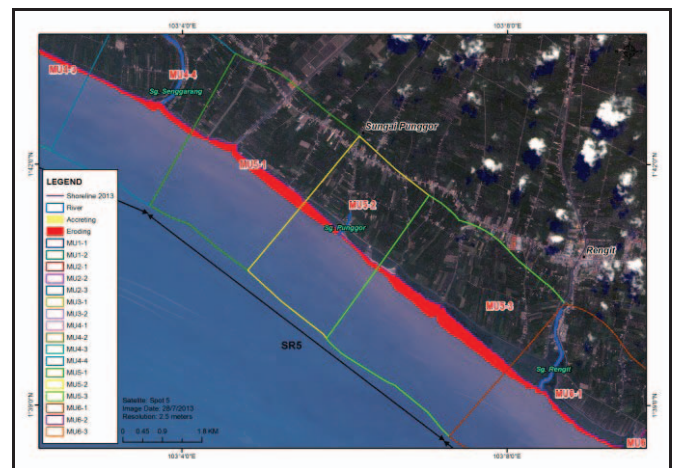 103°4'0"E
103°8'0"E
MU4-3
MU4-4
Sg. Senggarang
Sungai Punggor
MU5-1
MU5-2
Sg. Punggor
Rengit
MU5-3
SR5
Sg. Rengit
MU6-1
LEGEND
Shoreline 2013
River
Accreting
Eroding
MU1-1
MU1-2
MU2-1
MU2-2
MU2-3
MU3-1
MU3-2
MU4-1
MU4-2
MU4-3
MU4-4
MU5-1
MU5-2
MU5-3
MU6-1
MU6-2
MU6-3
Satellite: Spot 5
Image Date: 28/7/2013
Resolution: 2.5 meters
0 0.45 0.9 1.8 KM
103°4'0"E
103°8'0"E